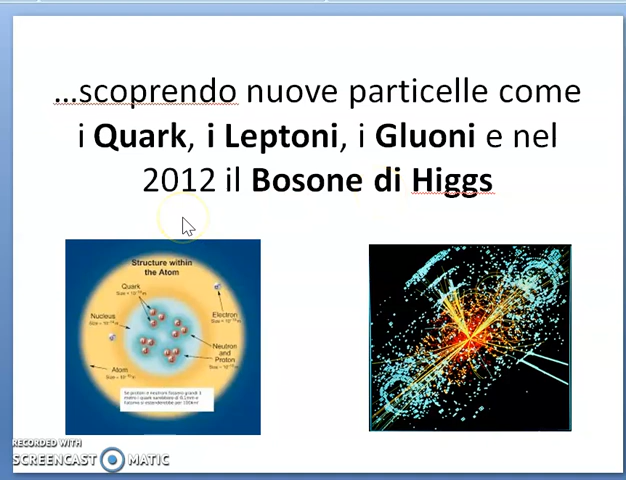 ...scoprendo nuove particelle come
i Quark, i Leptoni, i Gluoni e nel
2012 il Bosone di Higgs
Structure within
the Atom
Quark
Nucleus
Electron
Neutron
and
Proton
Atom
RECORDED WITH
SCREENCAST MATIC